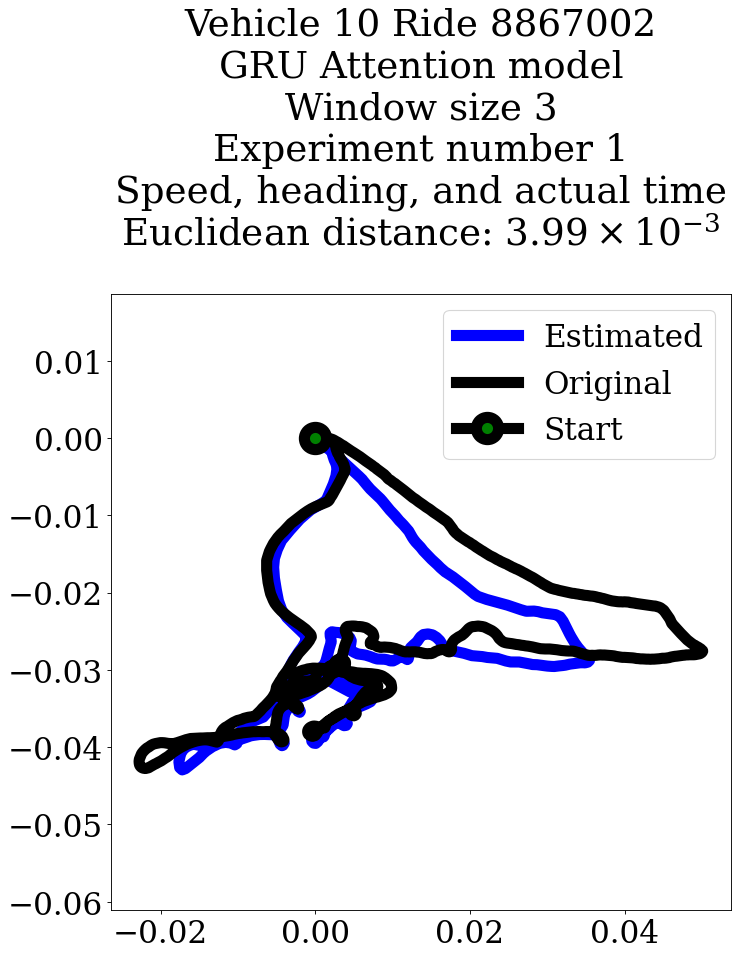 Vehicle 10 Ride 8867002
GRU Attention model
Window size 3
Experiment number 1
Speed, heading, and actual time
Euclidean distance: 3.99 × 10⁻³
Estimated
Original
Start
0.01
0.00
−0.01
−0.02
−0.03
−0.04
−0.05
−0.06
−0.02 0.00 0.02 0.04